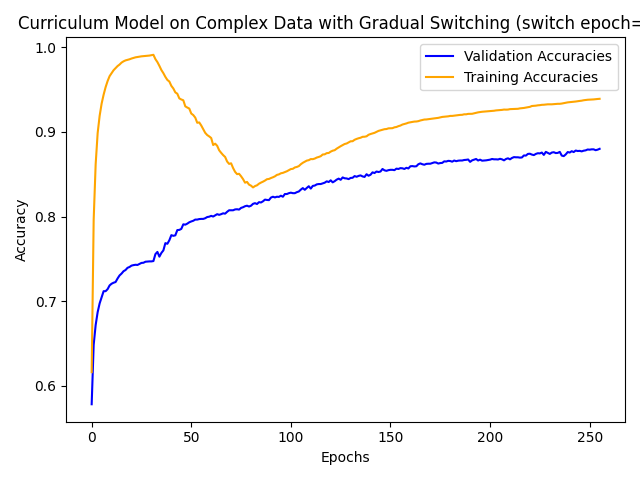 Curriculum Model on Complex Data with Gradual Switching (switch epoch=
Validation Accuracies
Training Accuracies
1.0
0.9
0.8
0.7
0.6
Accuracy
0
50
100
150
200
250
Epochs